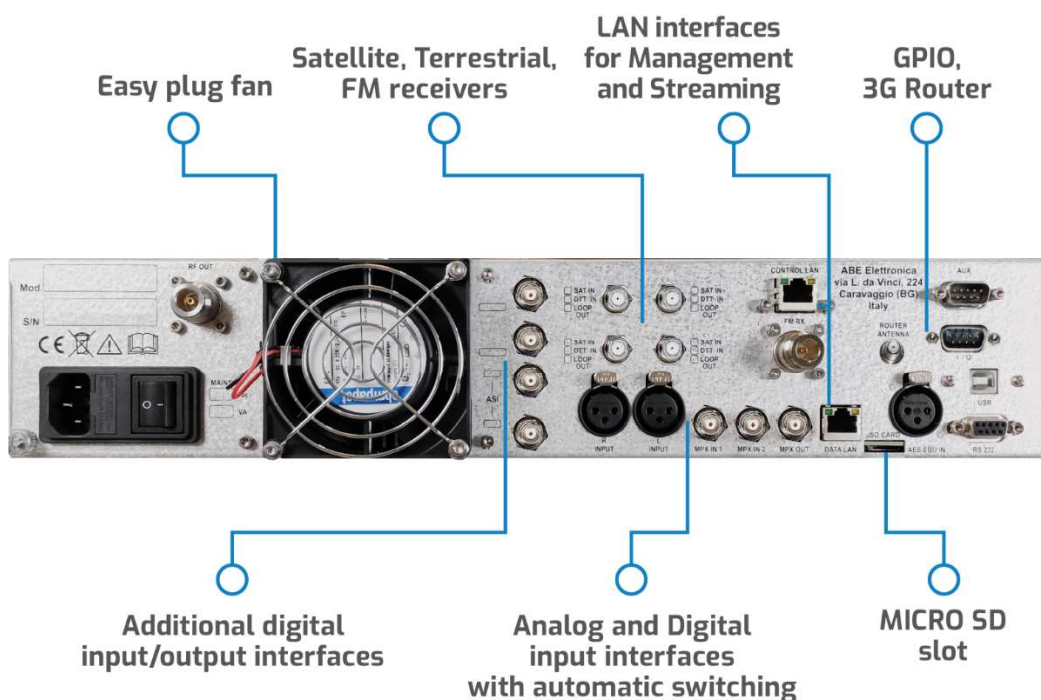 Easy plug fan
Satellite, Terrestrial,
FM receivers
LAN interfaces
for Management
and Streaming
GPIO,
3G Router
Mod.
S/N
RF OUT
CE
MAINS
VA
O I
ASI
SAT IN
DTT IN
LOOP
OUT
SAT IN
DTT IN
LOOP
OUT
SAT IN
DTT IN
LOOP
OUT
SAT IN
DTT IN
LOOP
OUT
R
INPUT
L
INPUT
MPX IN 1
MPX IN 2
MPX OUT
CONTROL LAN
FM RX
DATA LAN
ABE Elettronica
via L. da Vinci, 224
Caravaggio (BG)
Italy
ROUTER
ANTENNA
AUX
I/O
USB
AES EBU IN
RS 232
Additional digital
input/output interfaces
Analog and Digital
input interfaces
with automatic switching
MICRO SD
slot